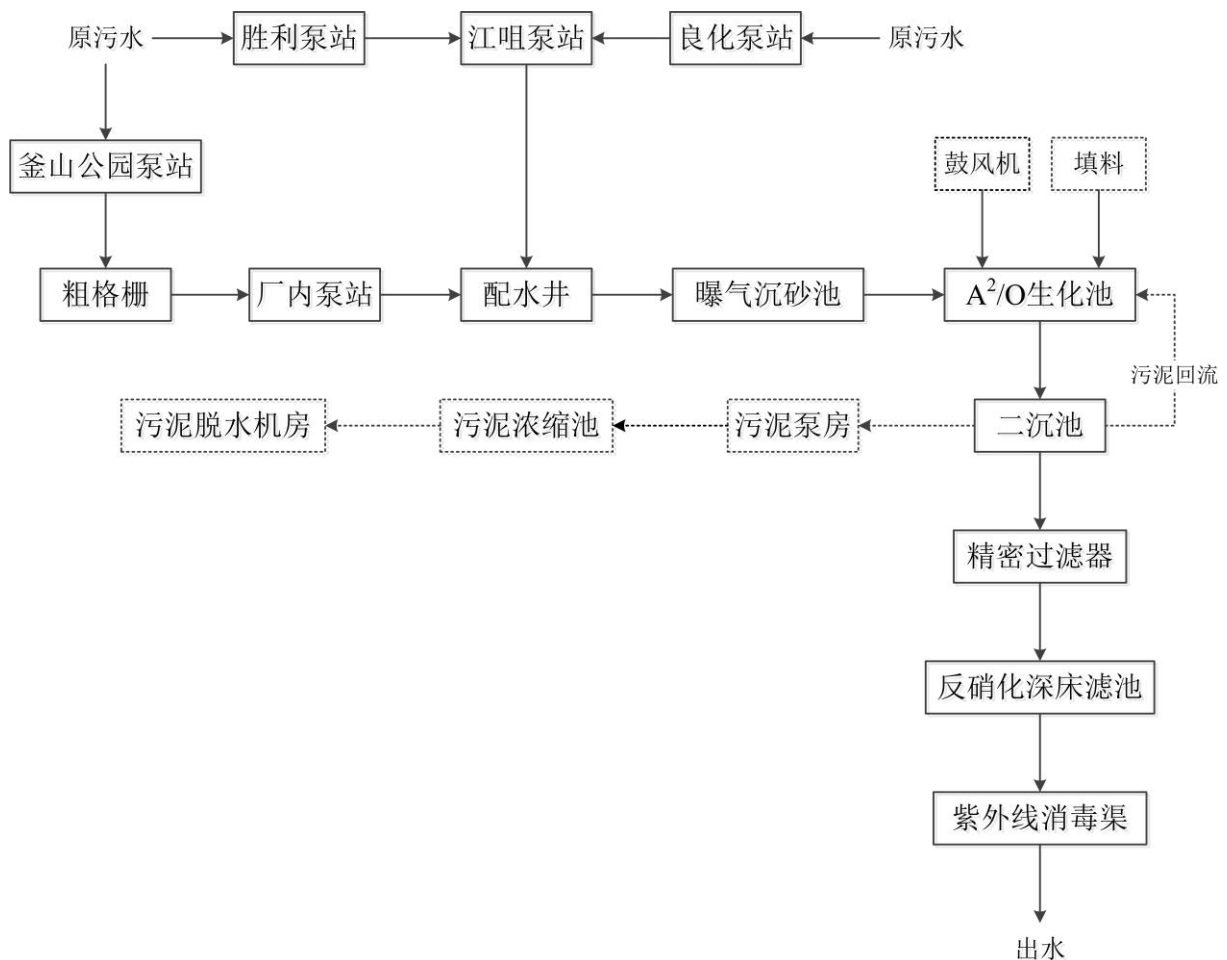 原污水
胜利泵站
江咀泵站
良化泵站
原污水
釜山公园泵站
鼓风机
填料
粗格栅
厂内泵站
配水井
曝气沉砂池
A²/O生化池
污泥回流
污泥脱水机房
污泥浓缩池
污泥泵房
二沉池
精密过滤器
反硝化深床滤池
紫外线消毒渠
出水